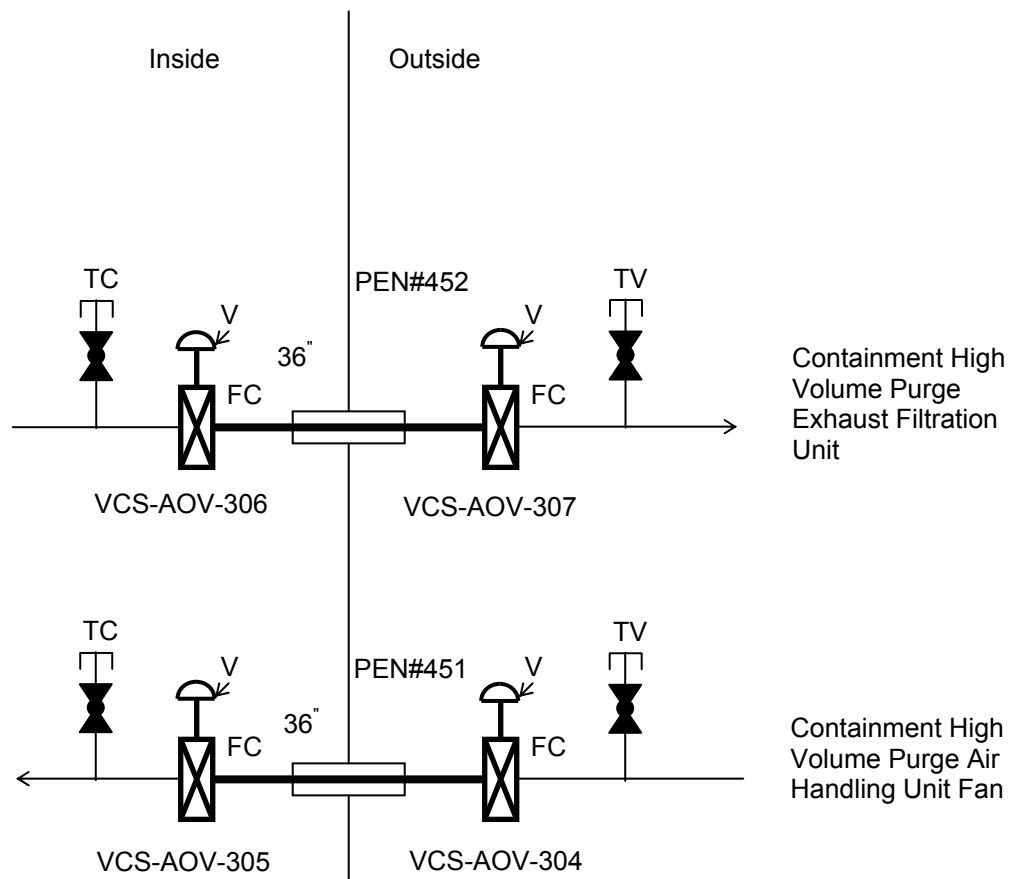 Inside
Outside
TC
TV
PEN#452
V
V
36"
FC
FC
Containment High
Volume Purge
Exhaust Filtration
Unit
VCS-AOV-306
VCS-AOV-307
TC
TV
PEN#451
V
V
36"
FC
FC
Containment High
Volume Purge Air
Handling Unit Fan
VCS-AOV-305
VCS-AOV-304